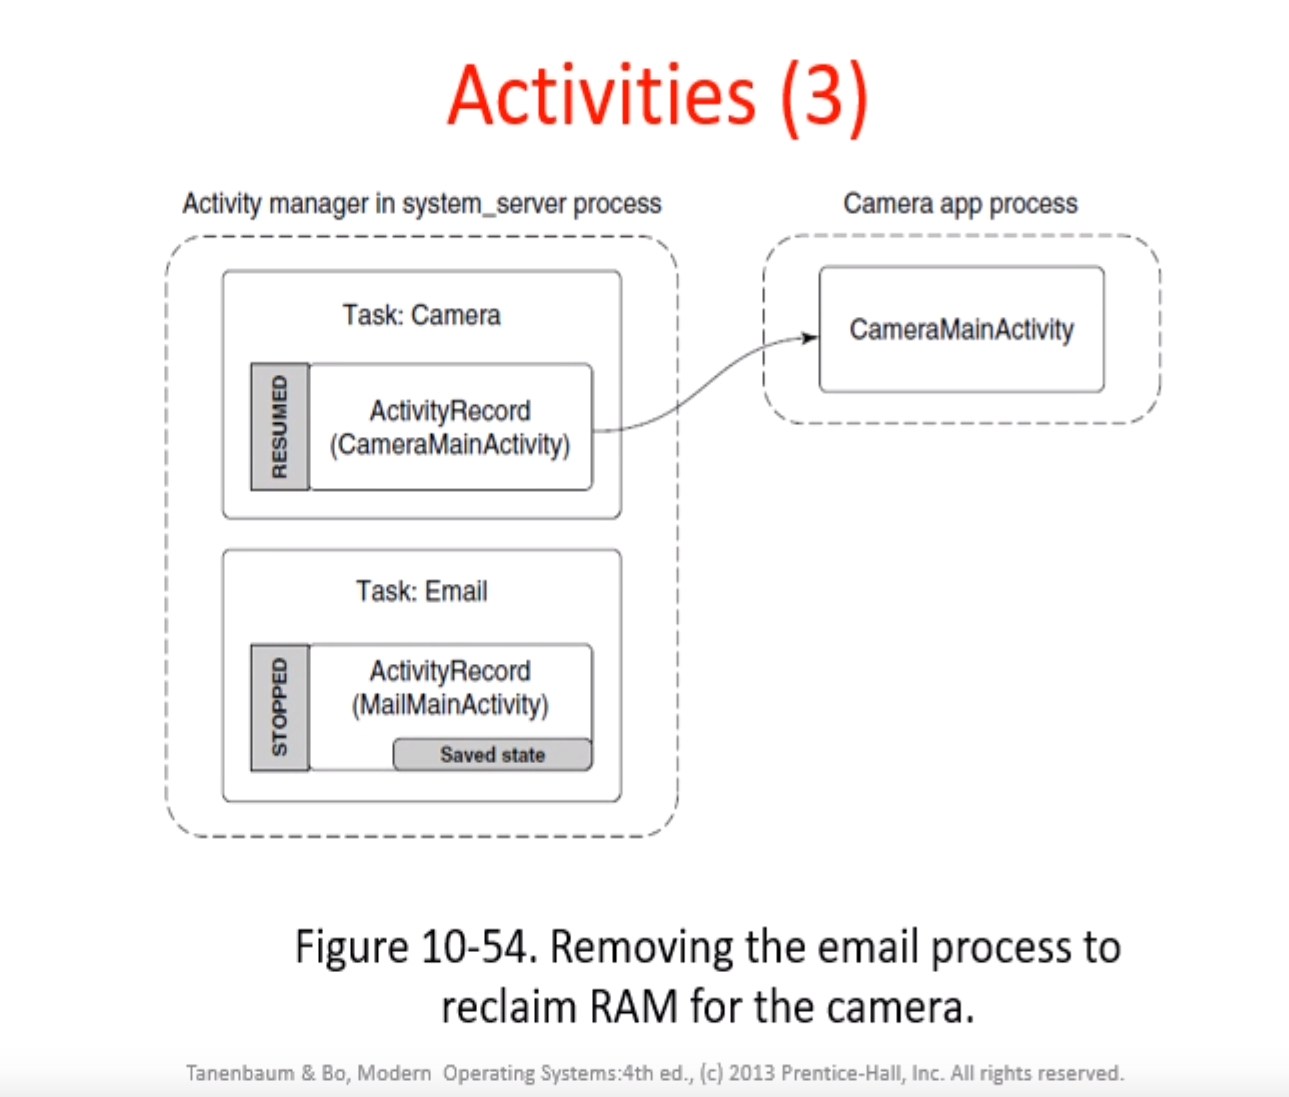 Activities (3)
Activity manager in system_server process
Camera app process
Task: Camera
RESUMED
ActivityRecord
(CameraMainActivity)
CameraMainActivity
Task: Email
STOPPED
ActivityRecord
(MailMainActivity)
Saved state
Figure 10-54. Removing the email process to
reclaim RAM for the camera.
Tanenbaum & Bo, Modern  Operating Systems:4th ed., (c) 2013 Prentice-Hall, Inc. All rights reserved.